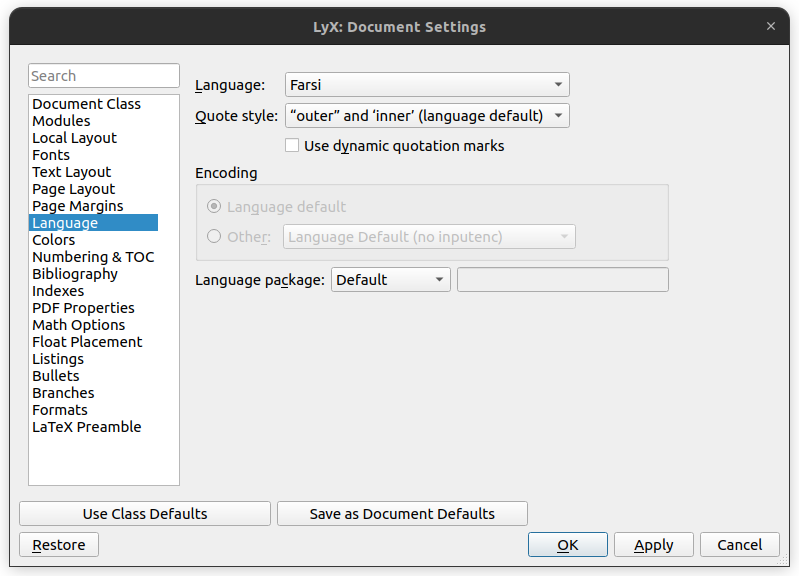 LyX: Document Settings
Search
Document Class
Modules
Local Layout
Fonts
Text Layout
Page Layout
Page Margins
Language
Colors
Numbering & TOC
Bibliography
Indexes
PDF Properties
Math Options
Float Placement
Listings
Bullets
Branches
Formats
LaTeX Preamble
Language: Farsi
Quote style: “outer” and ‘inner’ (language default)
Use dynamic quotation marks
Encoding
Language default
Other: Language Default (no inputenc)
Language package: Default
Use Class Defaults Save as Document Defaults
Restore OK Apply Cancel